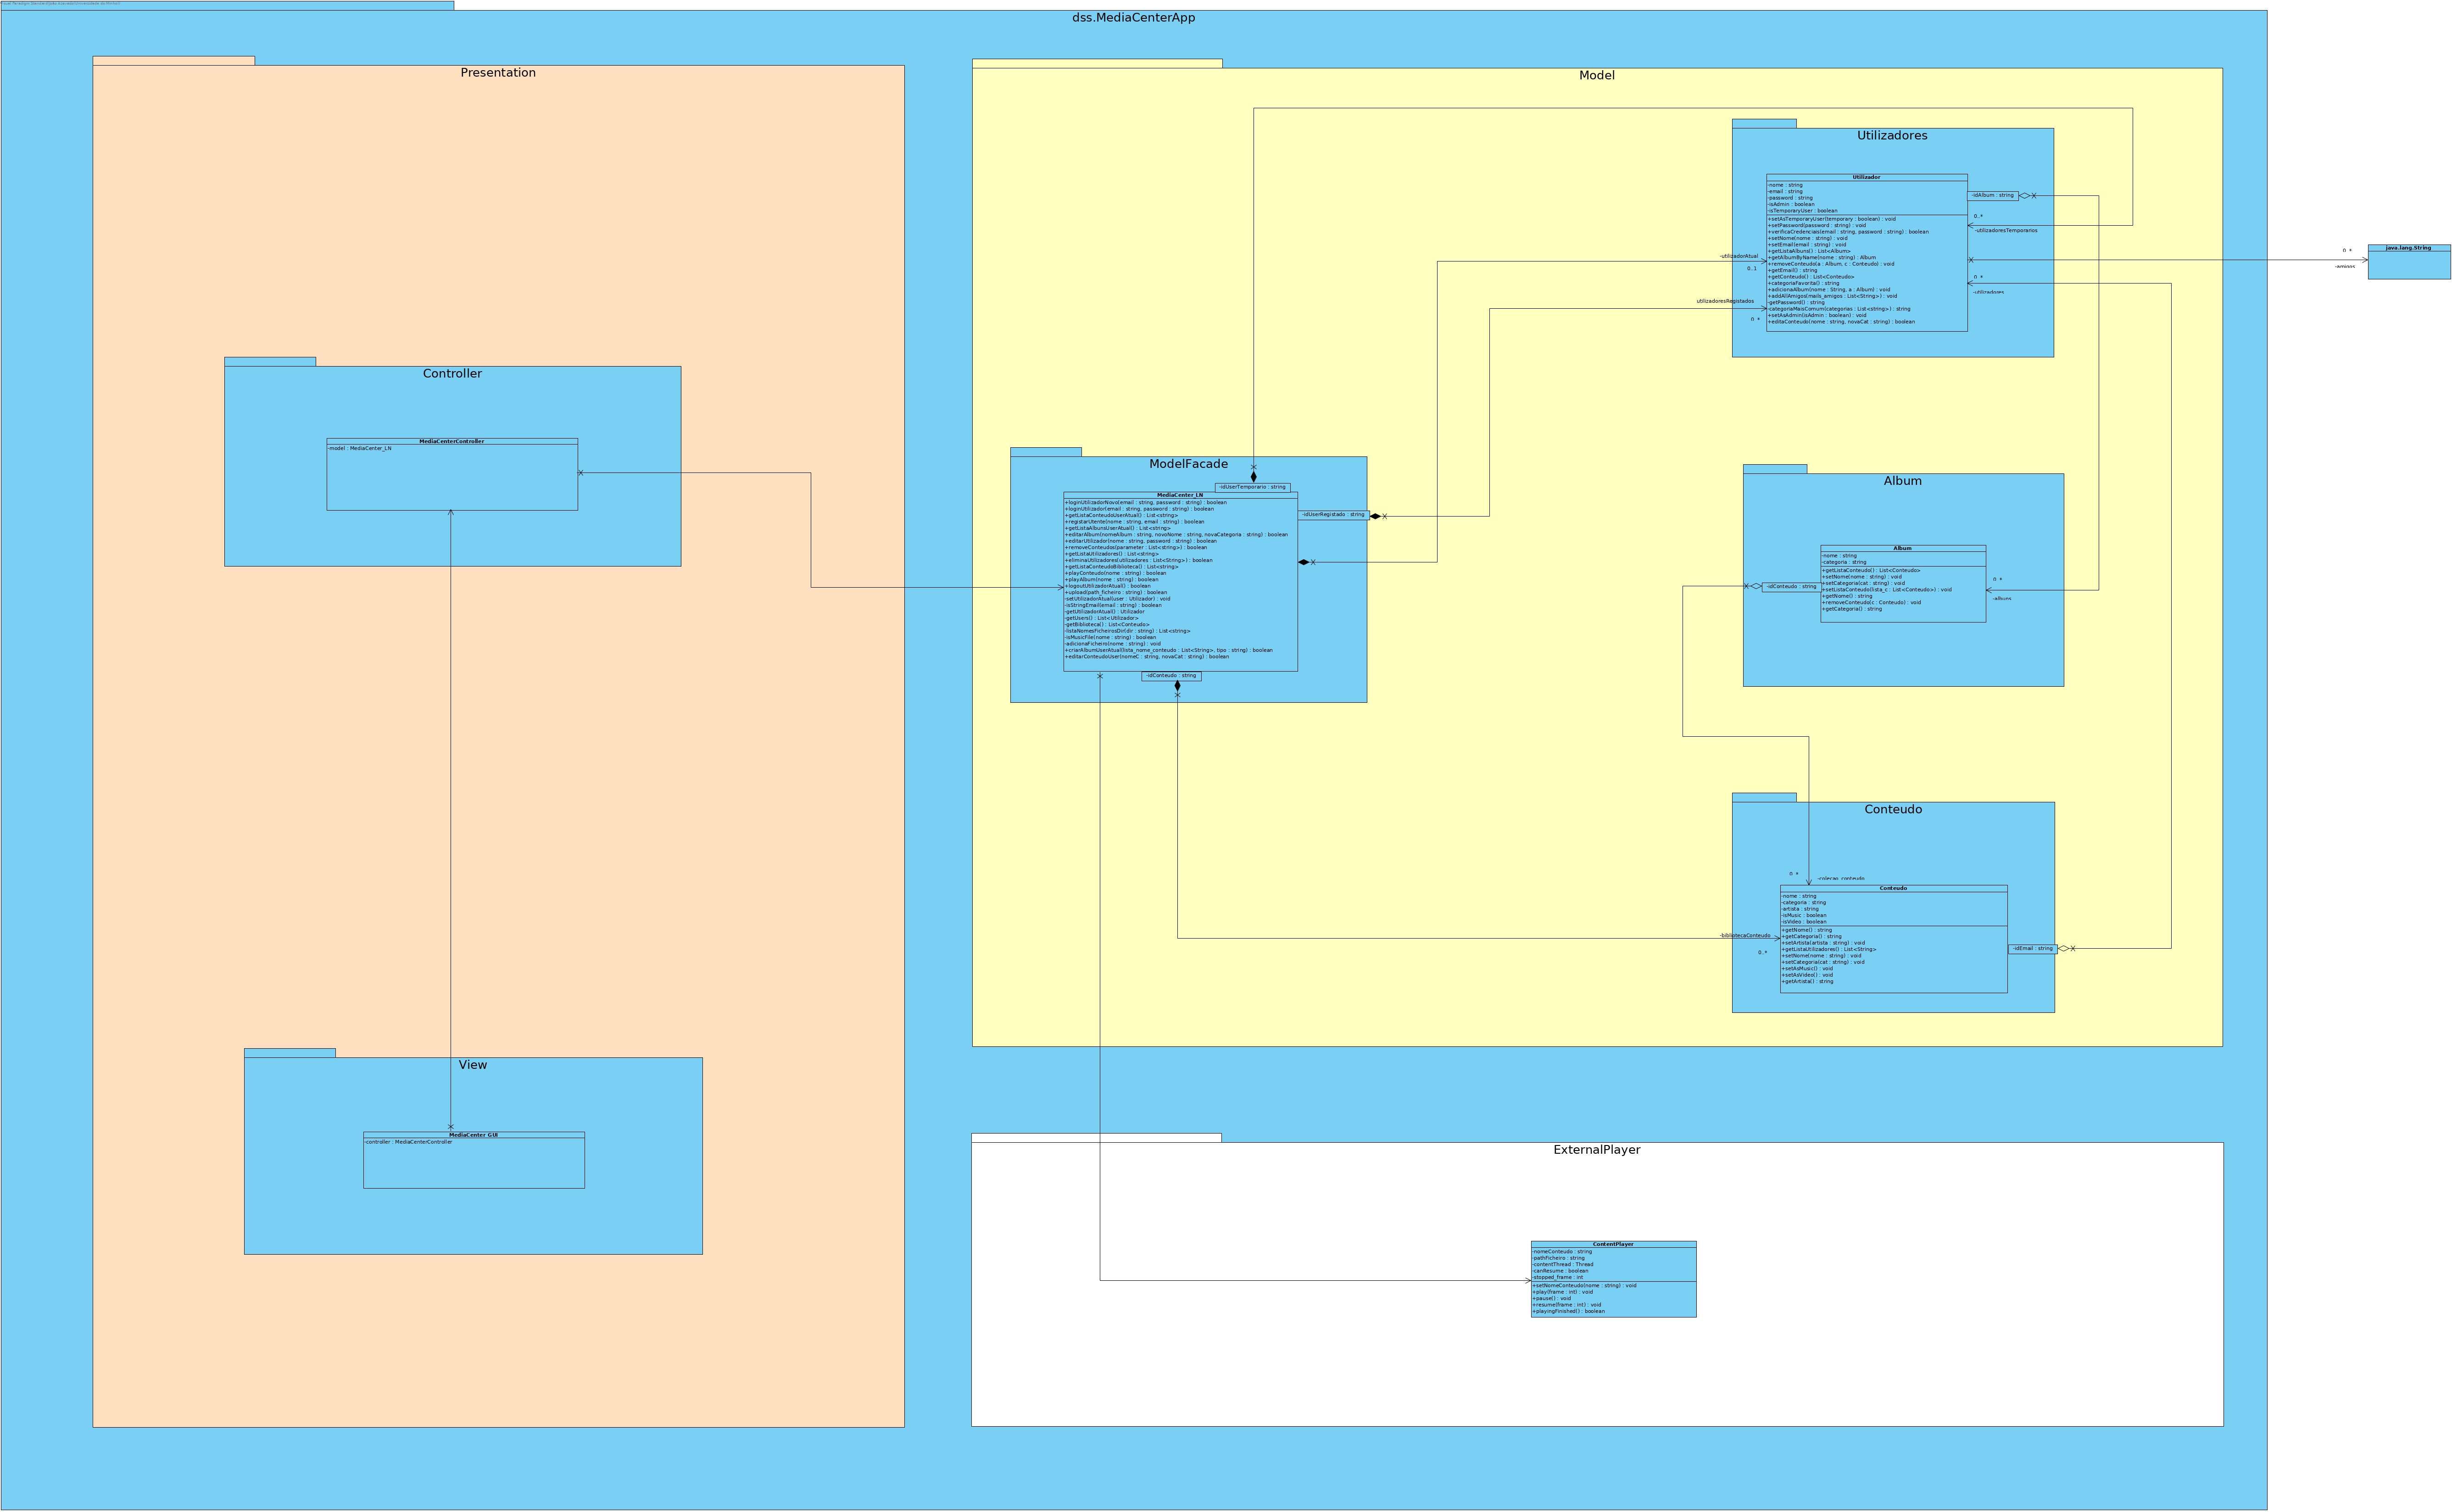 dss.MediaCenterApp
Presentation
Controller
MediaCenterController
-model : MediaCenter_LN
View
MediaCenter_GUI
-controller : MediaCenterController
Model
ModelFacade
-idUserTemporario : string
MediaCenter_LN
+loginUtilizadorNovo(email : string, password : string) : boolean
+loginUtilizador(email : string, password : string) : boolean
+getListaConteudoUserAtual() : List<string>
+registarUtente(nome : string, email : string) : boolean
+getListaAlbunsUserAtual() : List<string>
+editarAlbum(nomeAlbum : string, novoNome : string, novaCategoria : string) : boolean
+editarUtilizador(nome : string, password : string) : boolean
+removeConteudos(parameter : List<string>) : boolean
+getListaUtilizadores() : List<string>
+eliminaUtilizadores(utilizadores : List<String>) : boolean
+getListaConteudoBiblioteca() : List<string>
+playConteudo(nome : string) : boolean
+playAlbum(nome : string) : boolean
+logoutUtilizadorAtual() : boolean
+upload(path_ficheiro : string) : boolean
-setUtilizadorAtual(user : Utilizador) : void
-isStringEmail(email : string) : boolean
-getUtilizadorAtual() : Utilizador
-getUsers() : List<Utilizador>
-getBiblioteca() : List<Conteudo>
-listaNomesFicheirosDir(dir : string) : List<string>
-isMusicFile(nome : string) : boolean
-adicionaFicheiro(nome : string) : void
+criarAlbumUserAtual(lista_nome_conteudo : List<String>, tipo : string) : boolean
+editarConteudoUser(nomeC : string, novaCat : string) : boolean
-idUserRegistado : string
-idConteudo : string
Utilizadores
Utilizador
-nome : string
-email : string
-password : string
-isAdmin : boolean
-isTemporaryUser : boolean
+setAsTemporaryUser(temporary : boolean) : void
+setPassword(password : string) : void
+verificaCredenciais(email : string, password : string) : boolean
+setNome(nome : string) : void
+setEmail(email : string) : void
+getListaAlbuns() : List<Album>
+getAlbumByName(nome : string) : Album
+removeConteudo(a : Album, c : Conteudo) : void
+getEmail() : string
+getConteudo() : List<Conteudo>
+categoriaFavorita() : string
+adicionaAlbum(nome : String, a : Album) : void
+addAllAmigos(mails_amigos : List<String>) : void
-getPassword() : string
-categoriaMaisComum(categorias : List<string>) : string
+setAsAdmin(isAdmin : boolean) : void
+editaConteudo(nome : string, novaCat : string) : boolean
-idAlbum : string
0..*
-utilizadoresTemporarios
0..*
-utilizadores
-utilizadorAtual
0..1
utilizadoresRegistados
0..*
0..*
-amigos
java.lang.String
Album
Album
-nome : string
-categoria : string
+getListaConteudo() : List<Conteudo>
+setNome(nome : string) : void
+setCategoria(cat : string) : void
+setListaConteudo(lista_c : List<Conteudo>) : void
+getNome() : string
+removeConteudo(c : Conteudo) : void
+getCategoria() : string
-idConteudo : string
0..*
-albuns
Conteudo
0..*
-colecao_conteudo
Conteudo
-nome : string
-categoria : string
-artista : string
-isMusic : boolean
-isVideo : boolean
+getNome() : string
+getCategoria() : string
+setArtista(artista : string) : void
+getListaUtilizadores() : List<String>
+setNome(nome : string) : void
+setCategoria(cat : string) : void
+setAsMusic() : void
+setAsVideo() : void
+getArtista() : string
-bibliotecaConteudo
0..*
-idEmail : string
ExternalPlayer
ContentPlayer
-nomeConteudo : string
-pathFicheiro : string
-contentThread : Thread
-canResume : boolean
-stopped_frame : int
+setNomeConteudo(nome : string) : void
+play(frame : int) : void
+pause() : void
+resume(frame : int) : void
+playingFinished() : boolean